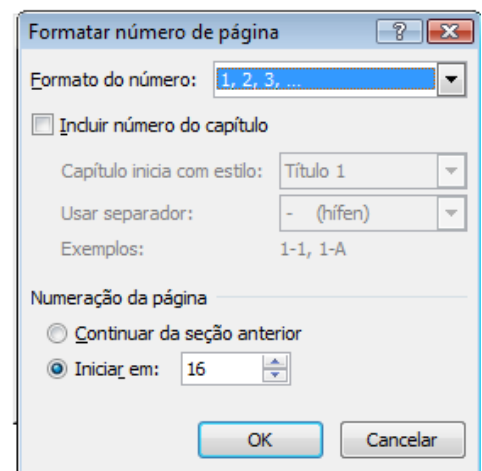 Formatar número de página
Formato do número: 1, 2, 3, ...
Incluir número do capítulo
Capítulo inicia com estilo: Título 1
Usar separador: - (hífen)
Exemplos: 1-1, 1-A
Numeração da página
Continuar da seção anterior
Iniciar em: 16
OK Cancelar